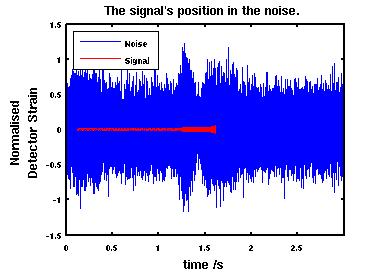 The signal's position in the noise.
1.5
Noise
Signal
1
0.5
0
-0.5
-1
-1.5
Normalised
Detector Strain
0 0.5 1 1.5 2 2.5
time /s